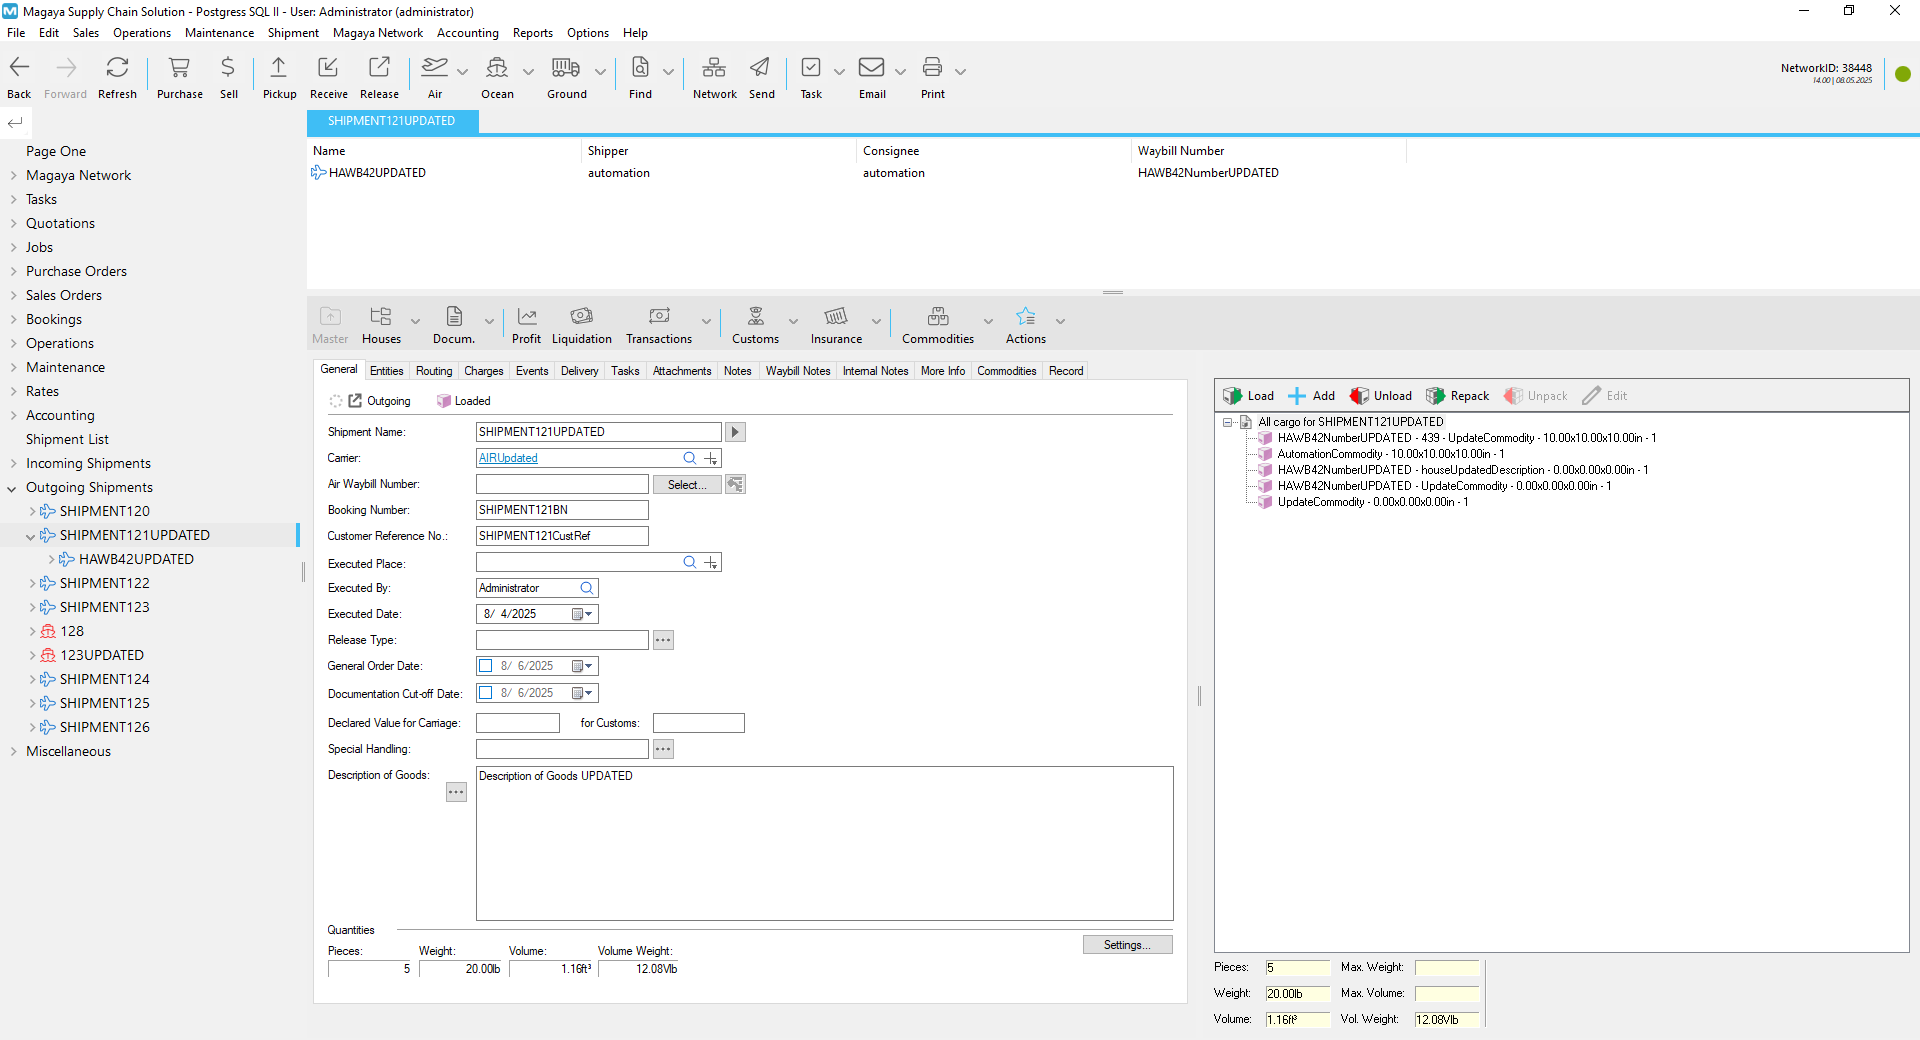 Magaya Supply Chain Solution - Postgress SQL II - User: Administrator (administrator)
File Edit Sales Operations Maintenance Shipment Magaya Network Accounting Reports Options Help
Back Forward Refresh Purchase Sell Pickup Receive Release Air Ocean Ground Find Network Send Task Email Print
NetworkID: 38448
14.00 | 08.05.2025
Page One
Magaya Network
Tasks
Quotations
Jobs
Purchase Orders
Sales Orders
Bookings
Operations
Maintenance
Rates
Accounting
Shipment List
Incoming Shipments
Outgoing Shipments
SHIPMENT120
SHIPMENT121UPDATED
HAWB42UPDATED
SHIPMENT122
SHIPMENT123
128
123UPDATED
SHIPMENT124
SHIPMENT125
SHIPMENT126
Miscellaneous
SHIPMENT121UPDATED
Name Shipper Consignee Waybill Number
HAWB42UPDATED automation automation HAWB42NumberUPDATED
Master Houses Docum. Profit Liquidation Transactions Customs Insurance Commodities Actions
General Entities Routing Charges Events Delivery Tasks Attachments Notes Waybill Notes Internal Notes More Info Commodities Record
Outgoing Loaded
Shipment Name: SHIPMENT121UPDATED
Carrier: AIRUpdated
Air Waybill Number: Select...
Booking Number: SHIPMENT121BN
Customer Reference No.: SHIPMENT121CustRef
Executed Place:
Executed By: Administrator
Executed Date: 8/ 4/2025
Release Type:
General Order Date: 8/ 6/2025
Documentation Cut-off Date: 8/ 6/2025
Declared Value for Carriage: for Customs:
Special Handling:
Description of Goods: Description of Goods UPDATED
Quantities
Settings...
Pieces: Weight: Volume: Volume Weight:
5 20.00lb 1.16ft³ 12.08Vlb
Load Add Unload Repack Unpack Edit
All cargo for SHIPMENT121UPDATED
HAWB42NumberUPDATED - 439 - UpdateCommodity - 10.00x10.00x10.00in - 1
AutomationCommodity - 10.00x10.00x10.00in - 1
HAWB42NumberUPDATED - houseUpdatedDescription - 0.00x0.00x0.00in - 1
HAWB42NumberUPDATED - UpdateCommodity - 0.00x0.00x0.00in - 1
UpdateCommodity - 0.00x0.00x0.00in - 1
Pieces: 5 Max. Weight:
Weight: 20.00lb Max. Volume:
Volume: 1.16ft³ Vol. Weight: 12.08Vlb